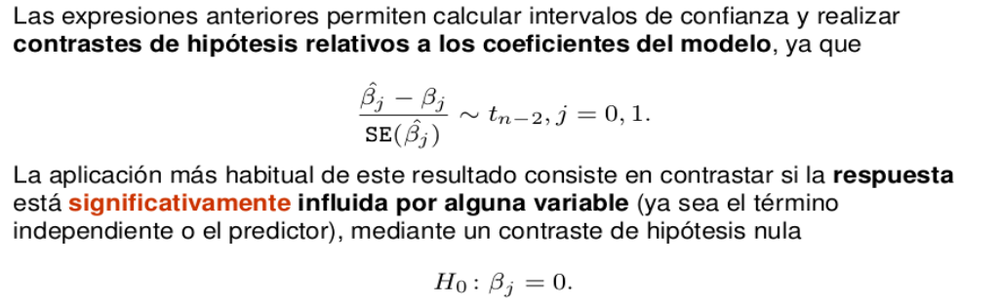 Las expresiones anteriores permiten calcular intervalos de confianza y realizar
contrastes de hipótesis relativos a los coeficientes del modelo, ya que
\frac{\hat{\beta}_j - \beta_j}{\mathtt{SE}(\hat{\beta}_j)} \sim t_{n-2}, j = 0, 1.
La aplicación más habitual de este resultado consiste en contrastar si la respuesta
está significativamente influida por alguna variable (ya sea el término
independiente o el predictor), mediante un contraste de hipótesis nula
H_0 : \beta_j = 0.